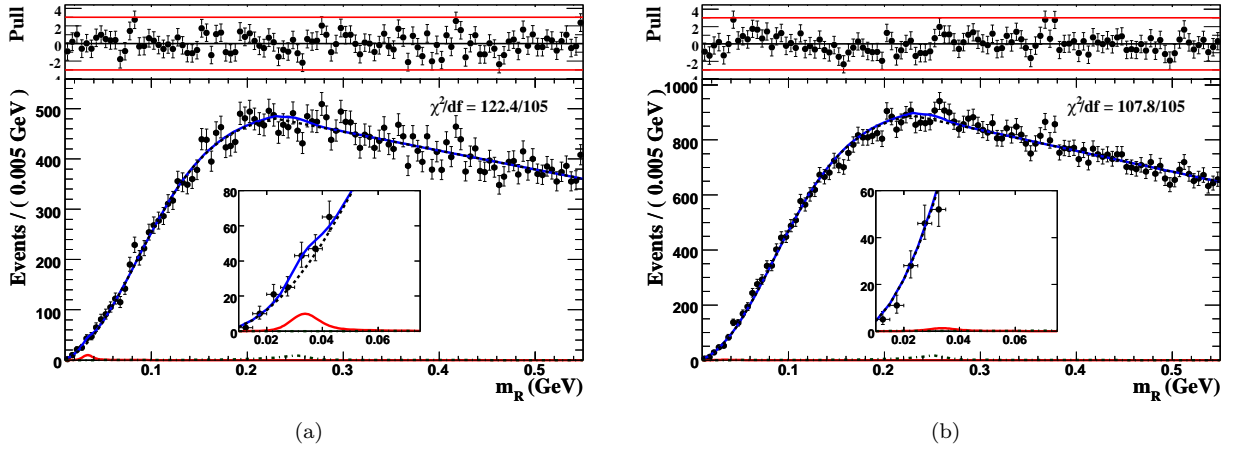 Pull
4
2
0
-2
4
Events / ( 0.005 GeV )
500
400
300
200
100
0
χ²/df = 122.4/105
80
60
40
20
0
0.02 0.04 0.06
0.1 0.2 0.3 0.4 0.5
m_R (GeV)
(a)
Pull
4
2
0
-2
4
Events / ( 0.005 GeV )
1000
800
600
400
200
0
χ²/df = 107.8/105
60
40
20
0
0.02 0.04 0.06
0.1 0.2 0.3 0.4 0.5
m_R (GeV)
(b)